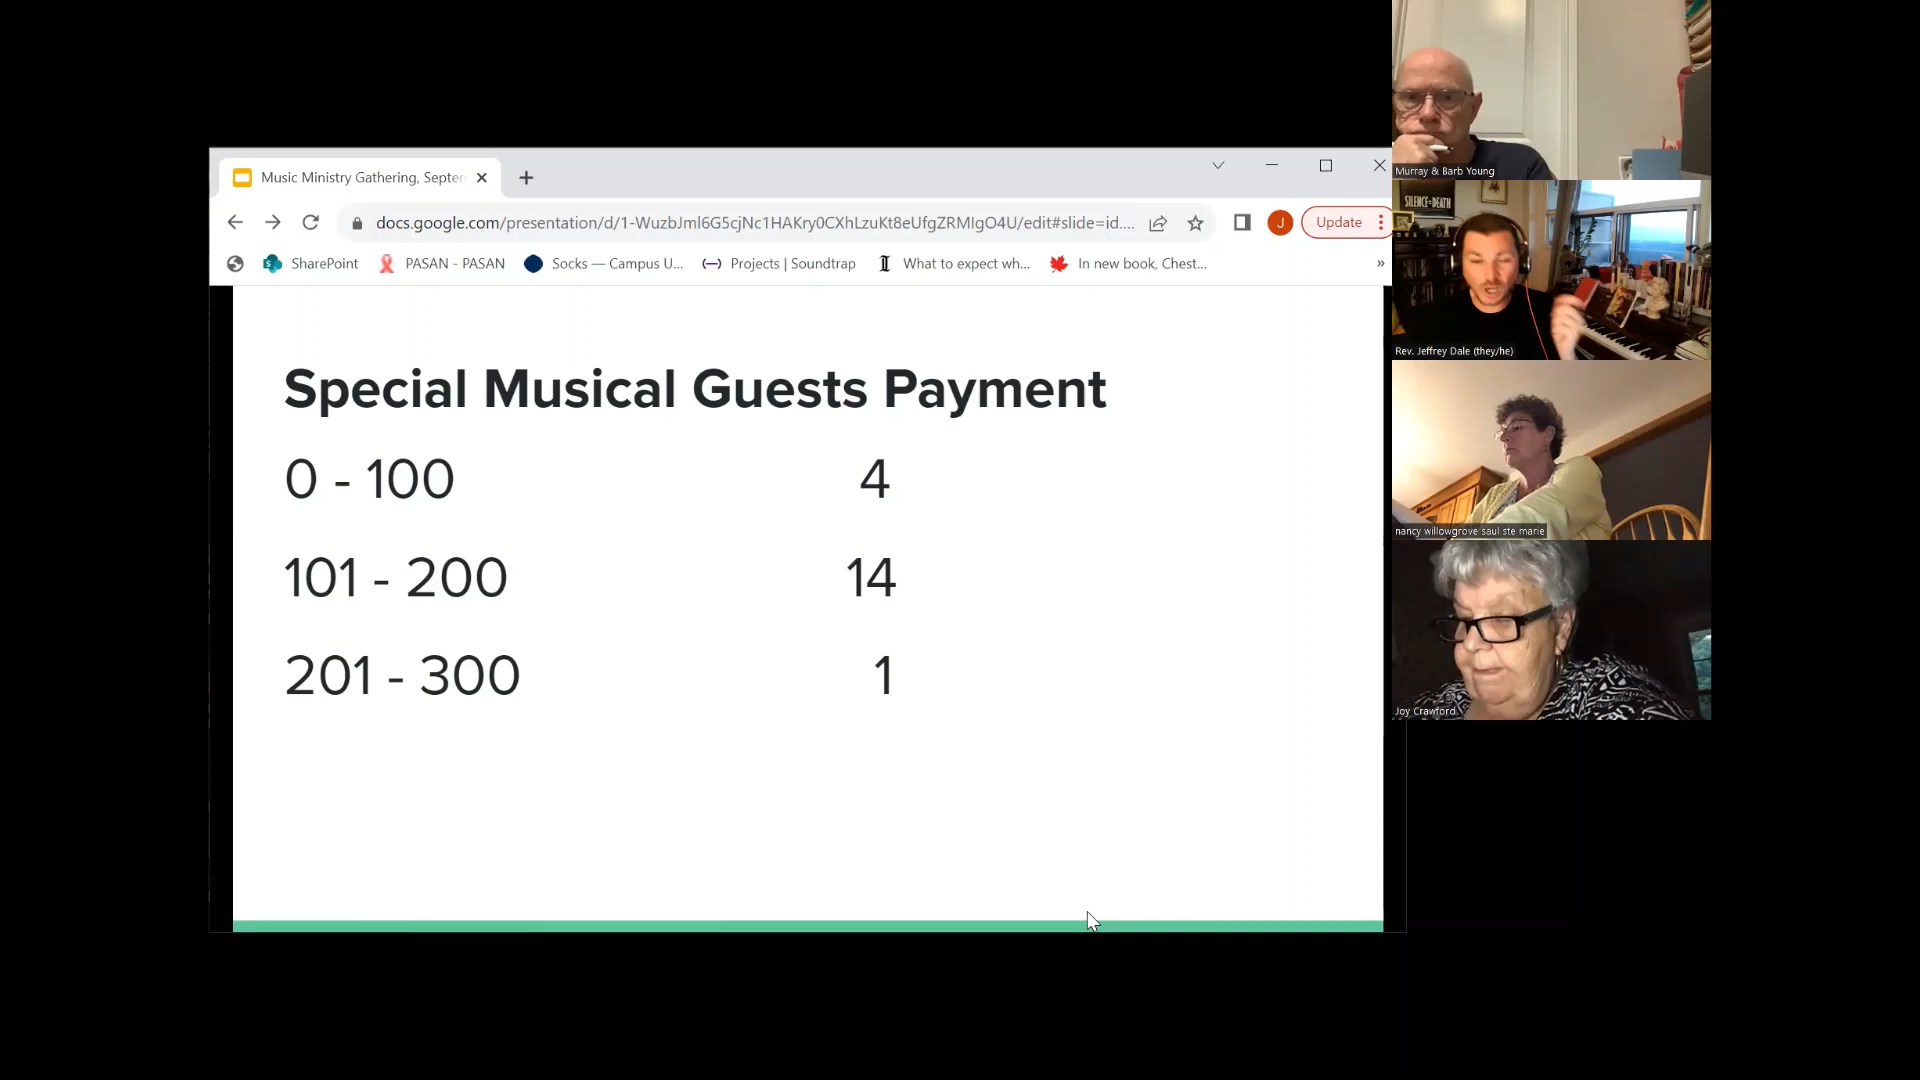 Music Ministry Gathering, Septer
docs.google.com/presentation/d/1-WuzbJml6G5cjNc1HAKry0CXhLzuKt8eUfgZRMIgO4U/edit#slide=id....
J
Update
SharePoint
PASAN - PASAN
Socks — Campus U...
Projects | Soundtrap
What to expect wh...
In new book, Chest...
»
Special Musical Guests Payment
0 - 100 4
101 - 200 14
201 - 300 1
Murray & Barb Young
SILENCE=DEATH
Rev. Jeffrey Dale (they/he)
nancy willowgrove saul ste marie
Joy Crawford